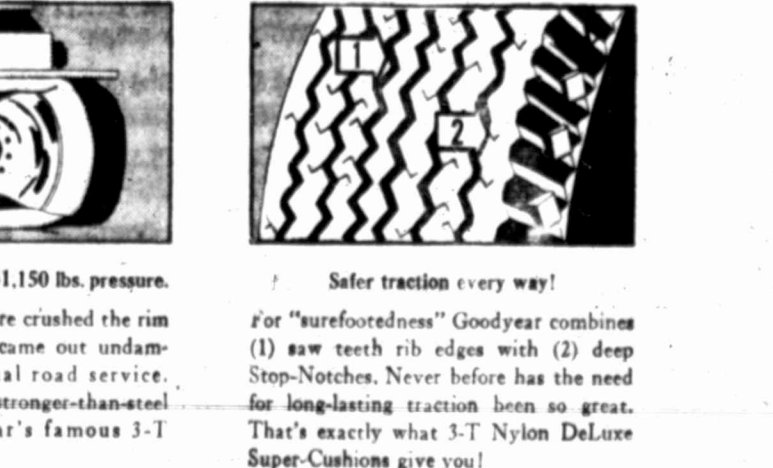 1
2
1,150 lbs. pressure.
re crushed the rim
came out undam-
al road service.
stronger-than-steel
r's famous 3-T
Safer traction every way!
For "surefootedness" Goodyear combines
(1) saw teeth rib edges with (2) deep
Stop-Notches. Never before has the need
for long-lasting traction been so great.
That's exactly what 3-T Nylon DeLuxe
Super-Cushions give you!